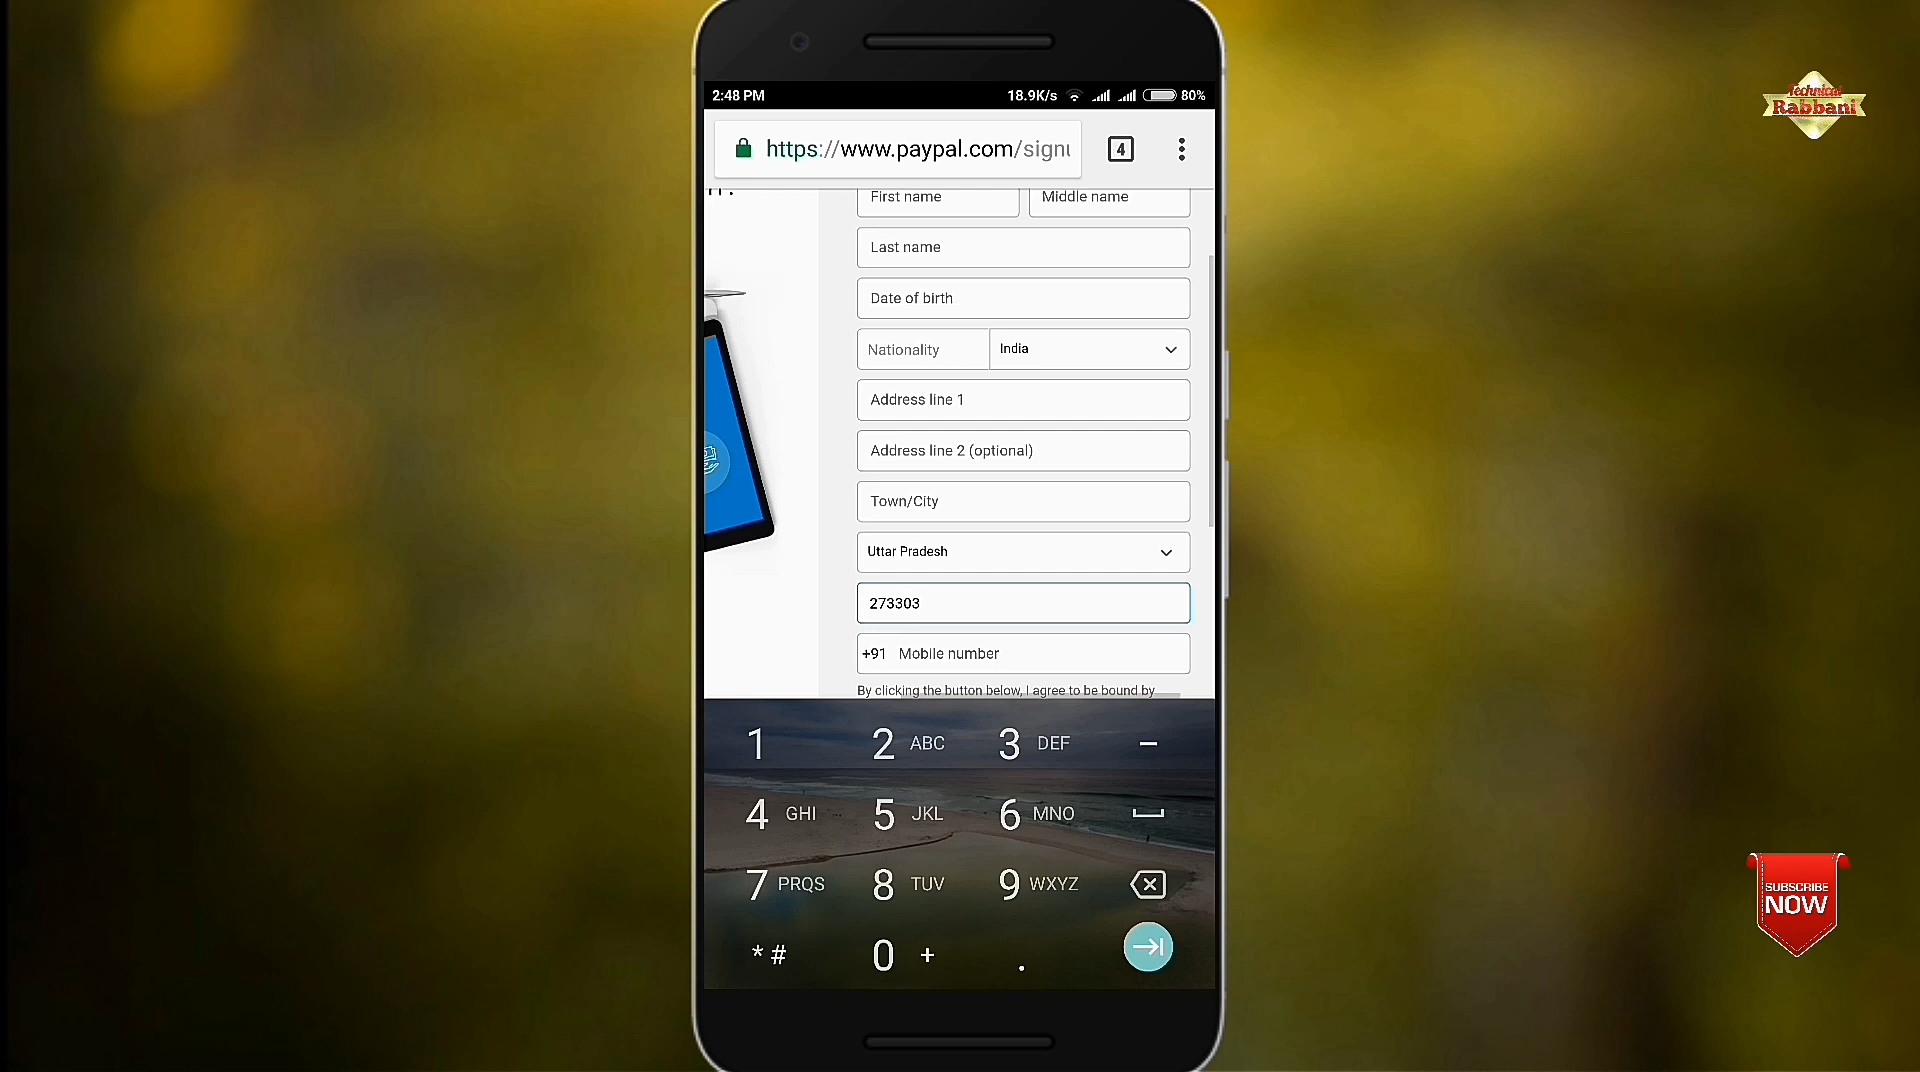 2:48 PM 18.9K/s 80%
Technical
Rabbani
https://www.paypal.com/signu
4
First name Middle name
Last name
Date of birth
Nationality India
Address line 1
Address line 2 (optional)
Town/City
Uttar Pradesh
273303
+91 Mobile number
By clicking the button below, I agree to be bound by
1 2 ABC 3 DEF –
4 GHI 5 JKL 6 MNO
7 PRQS 8 TUV 9 WXYZ
* # 0 + .
SUBSCRIBE
NOW